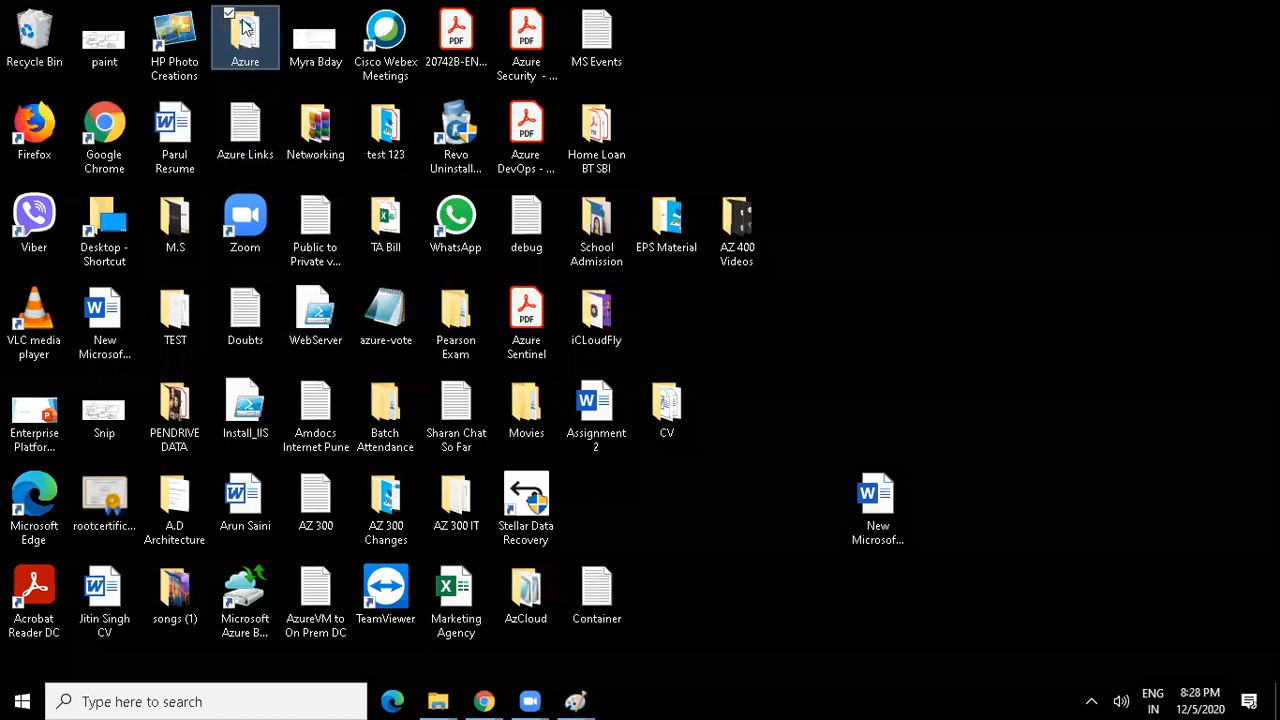 Recycle Bin
paint
HP Photo
Creations
Azure
Myra Bday
Cisco Webex
Meetings
PDF
20742B-EN...
PDF
Azure
Security - ...
MS Events
Firefox
Google
Chrome
Parul
Resume
Azure Links
Networking
test 123
Revo
Uninstall...
PDF
Azure
DevOps - ...
Home Loan
BT SBI
Viber
Desktop -
Shortcut
M.S
Zoom
Public to
Private v...
TA Bill
WhatsApp
debug
School
Admission
EPS Material
AZ 400
Videos
VLC media
player
New
Microsof...
TEST
Doubts
WebServer
azure-vote
Pearson
Exam
PDF
Azure
Sentinel
iCLoudFly
Enterprise
Platfor...
Snip
PENDRIVE
DATA
Install_IIS
Amdocs
Internet Pune
Batch
Attendance
Sharan Chat
So Far
Movies
Assignment
2
CV
Microsoft
Edge
rootcertific...
A.D
Architecture
Arun Saini
AZ 300
AZ 300
Changes
AZ 300 IT
Stellar Data
Recovery
New
Microsof...
Acrobat
Reader DC
Jitin Singh
CV
songs (1)
Microsoft
Azure B...
AzureVM to
On Prem DC
TeamViewer
Marketing
Agency
AzCloud
Container
Type here to search
ENG
IN
8:28 PM
12/5/2020